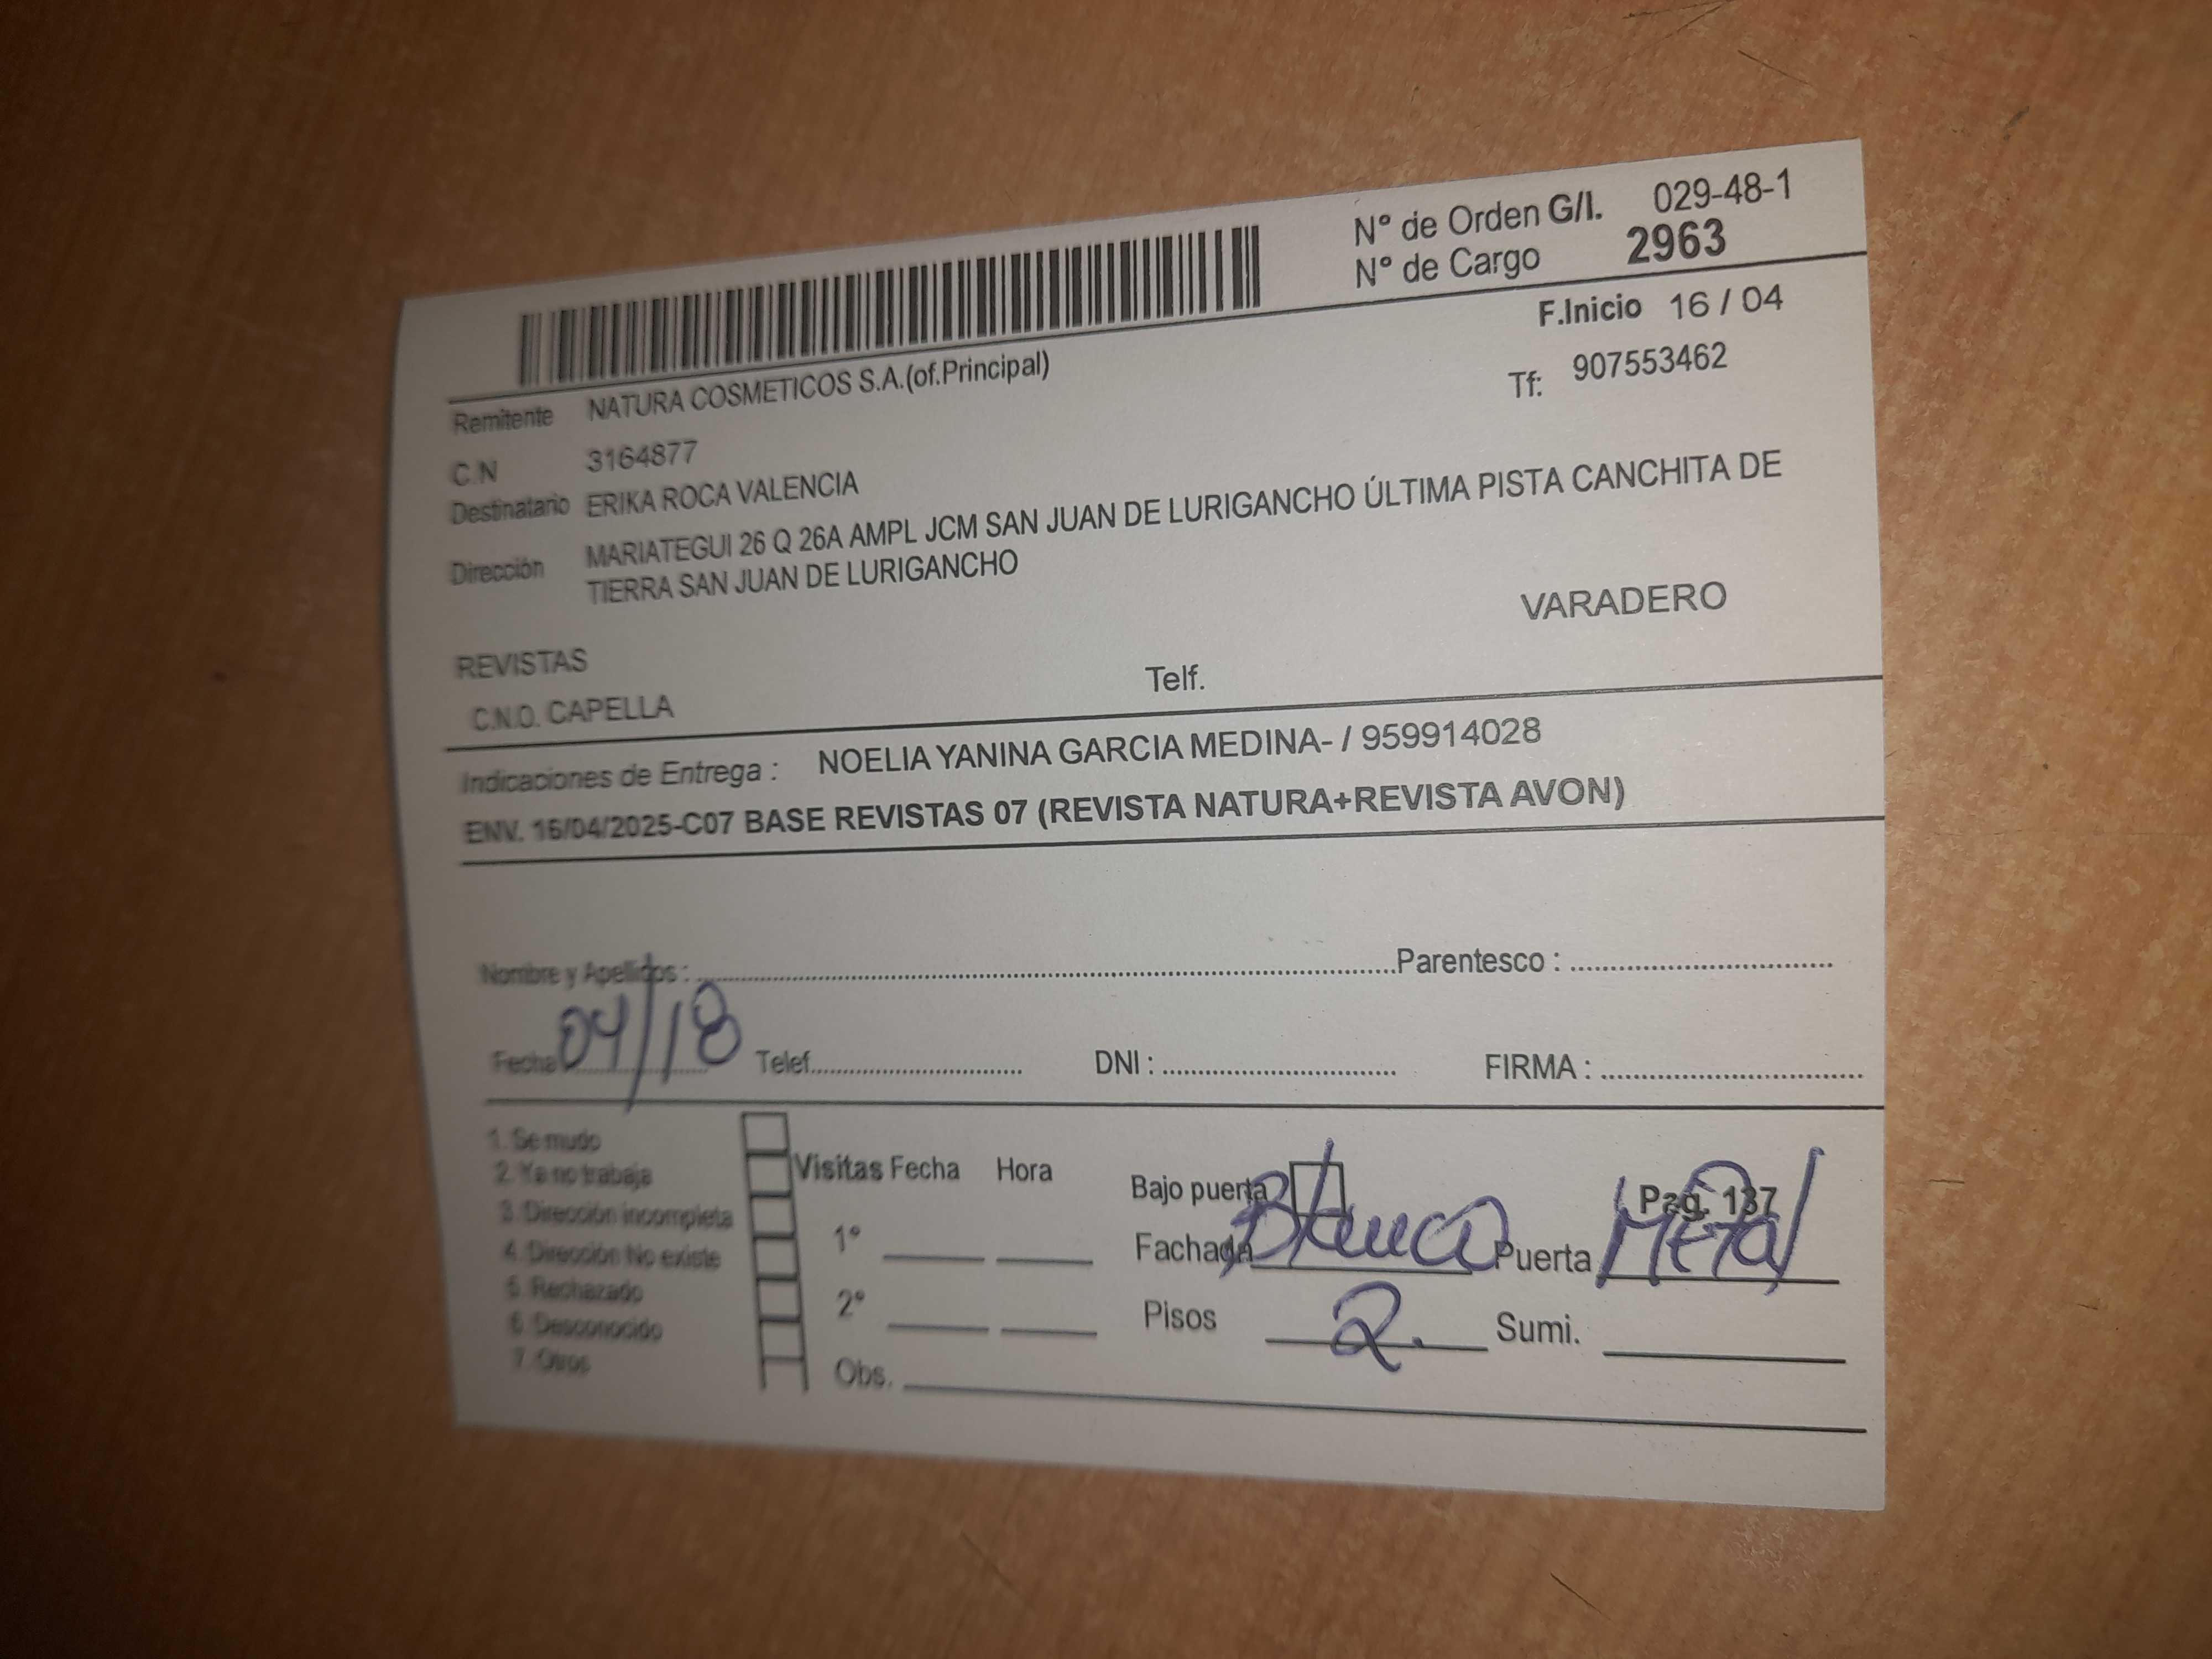 N° de Orden G/I. 029-48-1
N° de Cargo 2963
F.Inicio 16 / 04
Remitente NATURA COSMETICOS S.A.(of.Principal)
Tf: 907553462
C.N 3164877
Destinatario ERIKA ROCA VALENCIA
Dirección MARIATEGUI 26 Q 26A AMPL JCM SAN JUAN DE LURIGANCHO ÚLTIMA PISTA CANCHITA DE
TIERRA SAN JUAN DE LURIGANCHO
VARADERO
REVISTAS
C.N.O. CAPELLA Telf.
Indicaciones de Entrega : NOELIA YANINA GARCIA MEDINA- / 959914028
ENV. 16/04/2025-C07 BASE REVISTAS 07 (REVISTA NATURA+REVISTA AVON)
Nombre y Apellidos : Parentesco :
Fecha 04/18 Telef. DNI : FIRMA :
1. Se mudo
2. Ya no trabaja
3. Dirección incompleta
4. Dirección No existe
5. Rechazado
6. Desconocido
7. Otros
Visitas Fecha Hora
1°
2°
Obs.
Bajo puerta Pag. 137
Fachada Blanca Puerta Metal
Pisos 2. Sumi.